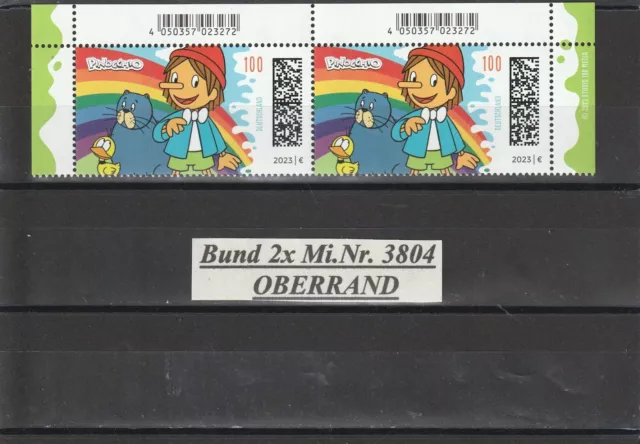 4 050357 023272
4 050357 023272
PINOCCHIO
100
DEUTSCHLAND
2023 | €
PINOCCHIO
100
DEUTSCHLAND
2023 | €
Bund 2x Mi.Nr. 3804
OBERRAND